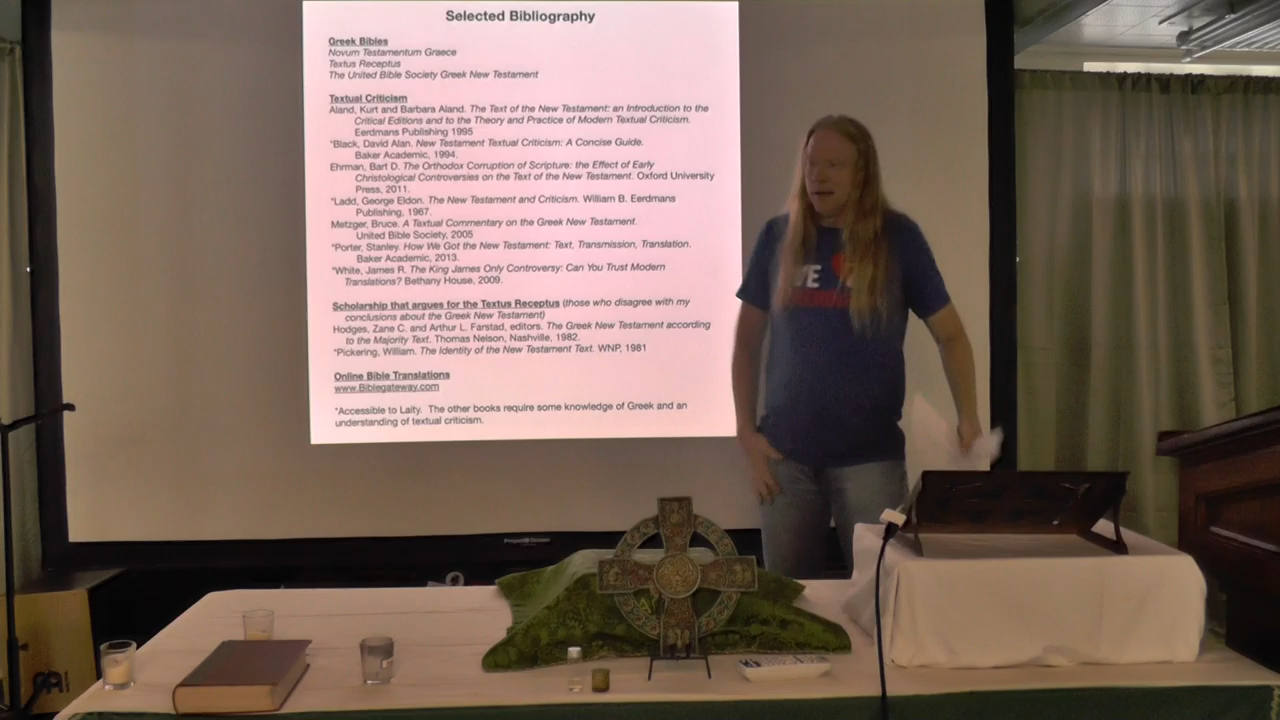 Selected Bibliography
Greek Bibles
Novum Testamentum Graece
Textus Receptus
The United Bible Society Greek New Testament
Textual Criticism
Aland, Kurt and Barbara Aland. The Text of the New Testament: an Introduction to the
Critical Editions and to the Theory and Practice of Modern Textual Criticism.
Eerdmans Publishing 1995
*Black, David Alan. New Testament Textual Criticism: A Concise Guide.
Baker Academic, 1994.
Ehrman, Bart D. The Orthodox Corruption of Scripture: the Effect of Early
Christological Controversies on the Text of the New Testament. Oxford University
Press, 2011.
*Ladd, George Eldon. The New Testament and Criticism. William B. Eerdmans
Publishing, 1967.
Metzger, Bruce. A Textual Commentary on the Greek New Testament.
United Bible Society, 2005
*Porter, Stanley. How We Got the New Testament: Text, Transmission, Translation.
Baker Academic, 2013.
*White, James R. The King James Only Controversy: Can You Trust Modern
Translations? Bethany House, 2009.
Scholarship that argues for the Textus Receptus (those who disagree with my
conclusions about the Greek New Testament)
Hodges, Zane C. and Arthur L. Farstad, editors. The Greek New Testament according
to the Majority Text. Thomas Nelson, Nashville, 1982.
*Pickering, William. The Identity of the New Testament Text. WNP, 1981
Online Bible Translations
www.Biblegateway.com
*Accessible to Laity. The other books require some knowledge of Greek and an
understanding of textual criticism.